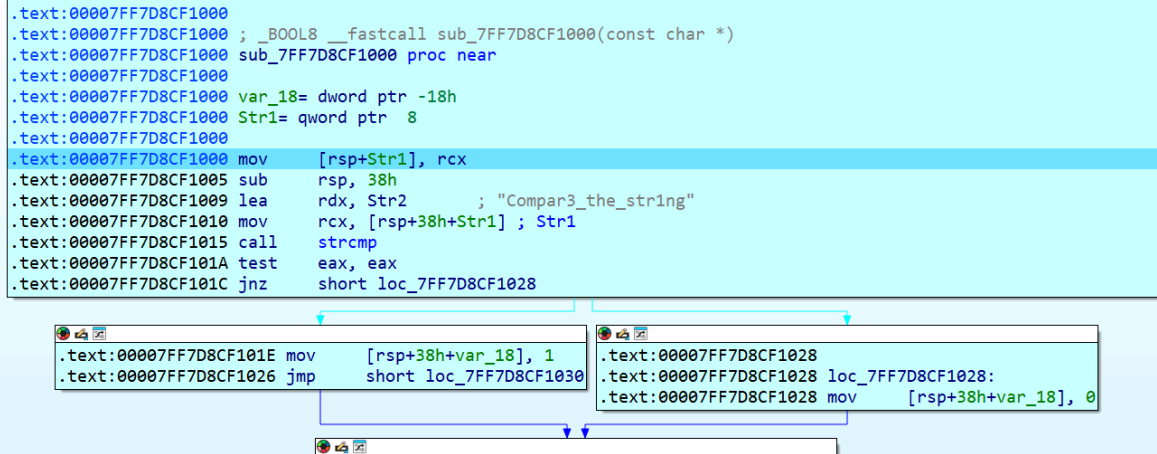 .text:00007FF7D8CF1000
.text:00007FF7D8CF1000 ; _BOOL8 __fastcall sub_7FF7D8CF1000(const char *)
.text:00007FF7D8CF1000 sub_7FF7D8CF1000 proc near
.text:00007FF7D8CF1000
.text:00007FF7D8CF1000 var_18= dword ptr -18h
.text:00007FF7D8CF1000 Str1= qword ptr  8
.text:00007FF7D8CF1000
.text:00007FF7D8CF1000 mov     [rsp+Str1], rcx
.text:00007FF7D8CF1005 sub     rsp, 38h
.text:00007FF7D8CF1009 lea     rdx, Str2       ; "Compar3_the_str1ng"
.text:00007FF7D8CF1010 mov     rcx, [rsp+38h+Str1] ; Str1
.text:00007FF7D8CF1015 call    strcmp
.text:00007FF7D8CF101A test    eax, eax
.text:00007FF7D8CF101C jnz     short loc_7FF7D8CF1028
.text:00007FF7D8CF101E mov     [rsp+38h+var_18], 1
.text:00007FF7D8CF1026 jmp     short loc_7FF7D8CF1030
.text:00007FF7D8CF1028
.text:00007FF7D8CF1028 loc_7FF7D8CF1028:
.text:00007FF7D8CF1028 mov     [rsp+38h+var_18], 0